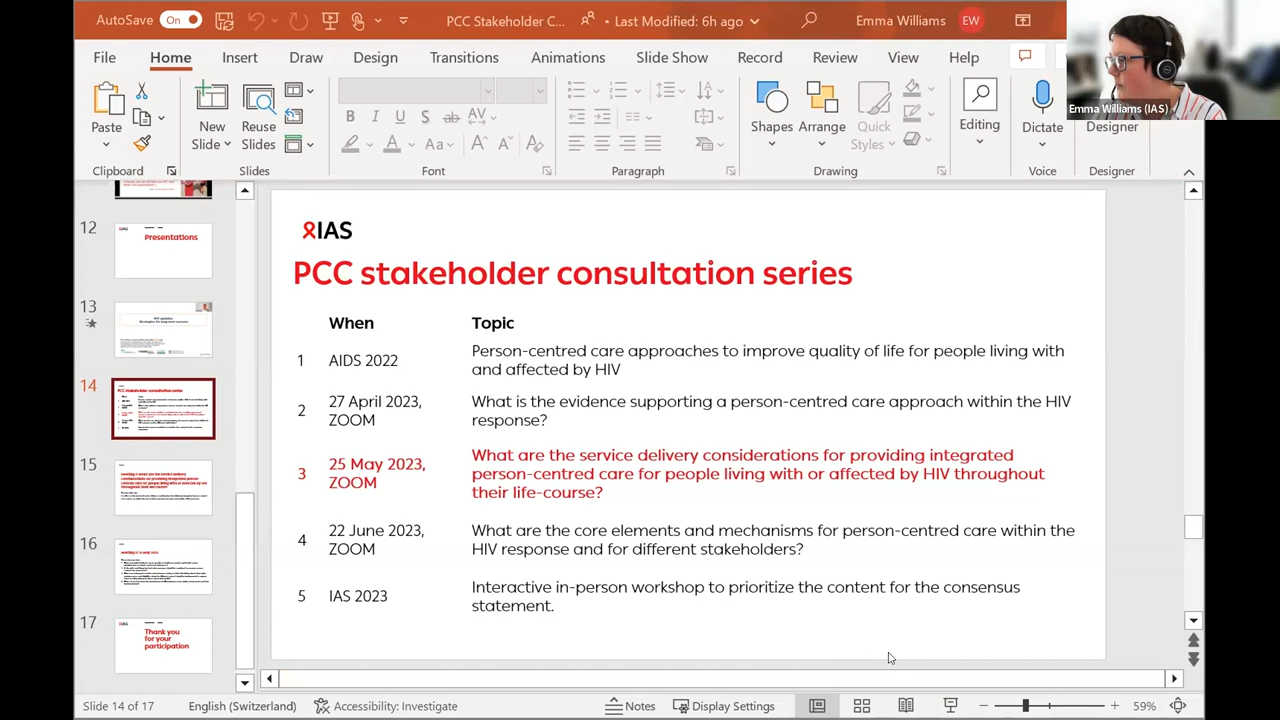 AutoSave On PCC Stakeholder C... • Last Modified: 6h ago Emma Williams EW
File Home Insert Draw Design Transitions Animations Slide Show Record Review View Help
Emma Williams (IAS)
Paste New Slide Reuse Slides B I U S ab AV Aa A A Shapes Arrange Quick Styles Editing Dictate Designer
Clipboard Slides Font Paragraph Drawing Voice Designer
12
Presentations
13
14
15
16
17
Thank you
for your
participation
IAS
PCC stakeholder consultation series
When Topic
1 AIDS 2022 Person-centred care approaches to improve quality of life for people living with
and affected by HIV
2 27 April 2023, ZOOM What is the evidence supporting a person-centred care approach within the HIV
response?
3 25 May 2023, ZOOM What are the service delivery considerations for providing integrated
person-centred care for people living with or affected by HIV throughout
their life-course?
4 22 June 2023, ZOOM What are the core elements and mechanisms for person-centred care within the
HIV response and for different stakeholders?
5 IAS 2023 Interactive in-person workshop to prioritize the content for the consensus
statement.
Slide 14 of 17 English (Switzerland) Accessibility: Investigate Notes Display Settings 59%